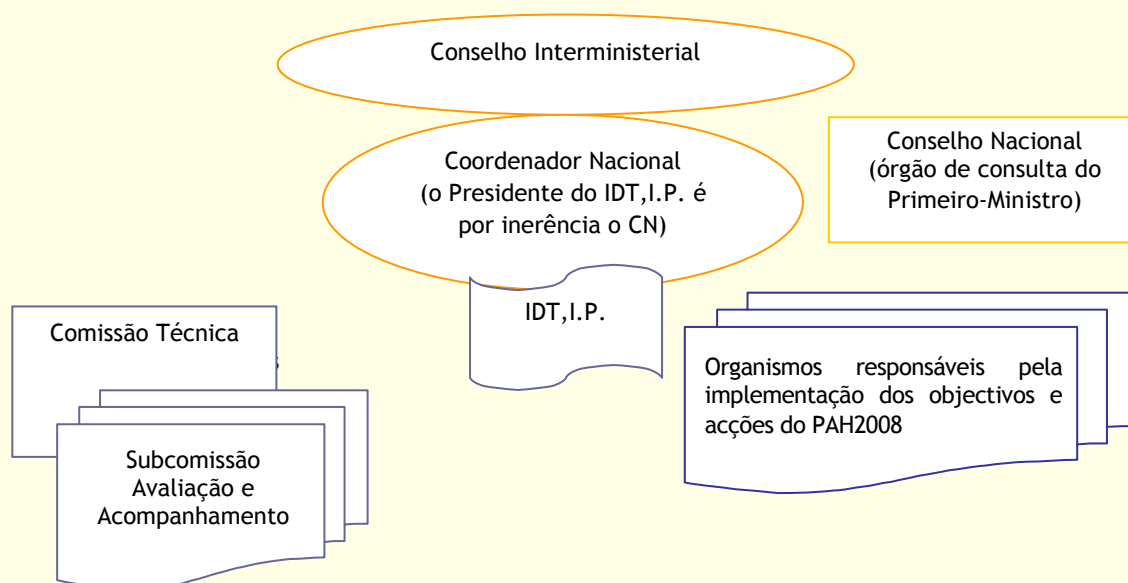 Conselho Interministerial
Coordenador Nacional
(o Presidente do IDT,I.P. é
por inerência o CN)
Conselho Nacional
(órgão de consulta do
Primeiro-Ministro)
IDT,I.P.
Comissão Técnica
Organismos responsáveis pela
implementação dos objectivos e
acções do PAH2008
Subcomissão
Avaliação e
Acompanhamento